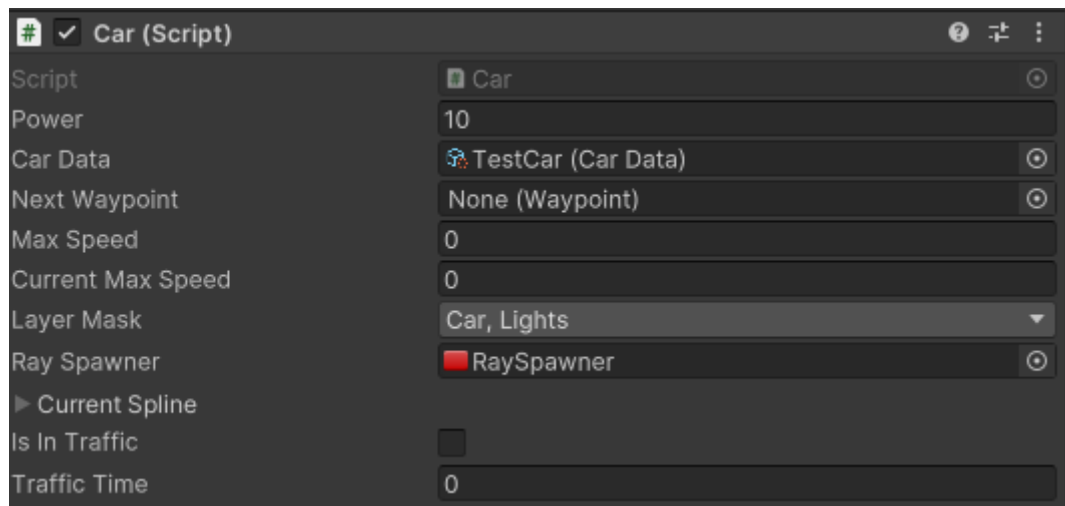 Car (Script)
Script Car
Power 10
Car Data TestCar (Car Data)
Next Waypoint None (Waypoint)
Max Speed 0
Current Max Speed 0
Layer Mask Car, Lights
Ray Spawner RaySpawner
Current Spline
Is In Traffic
Traffic Time 0